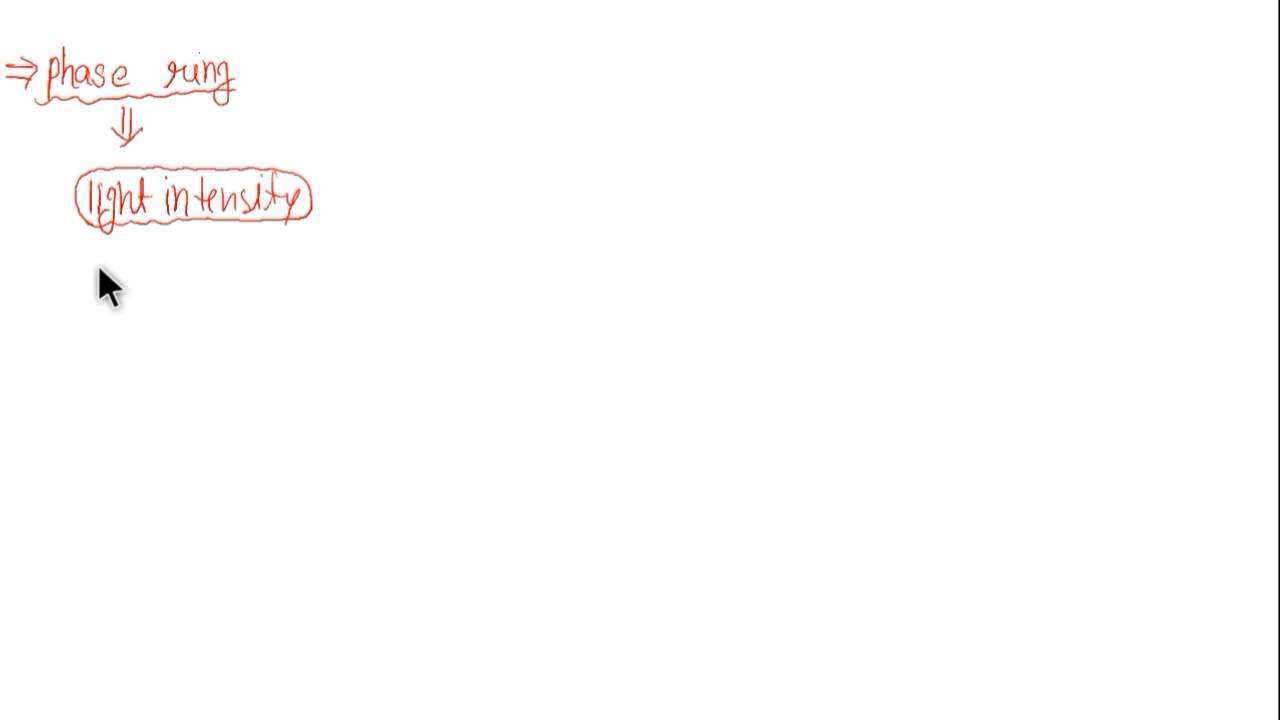 ⇒ phase ring
⇓
light intensity